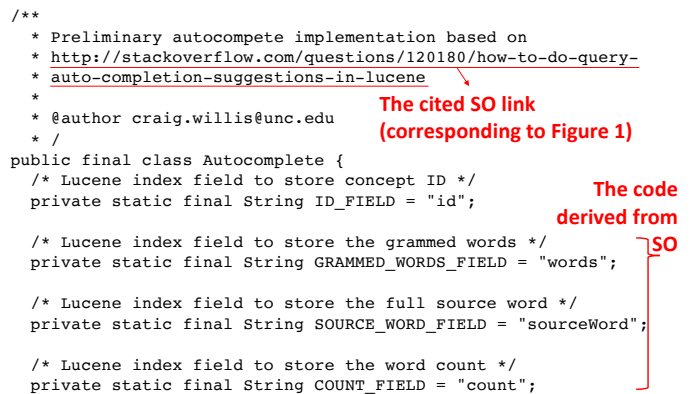 /**
* Preliminary autocompete implementation based on
* http://stackoverflow.com/questions/120180/how-to-do-query-
* auto-completion-suggestions-in-lucene
*
* @author craig.willis@unc.edu
* /
The cited SO link
(corresponding to Figure 1)
public final class Autocomplete {
/* Lucene index field to store concept ID */
private static final String ID_FIELD = "id";
The code
derived from
SO
/* Lucene index field to store the grammed words */
private static final String GRAMMED_WORDS_FIELD = "words";
/* Lucene index field to store the full source word */
private static final String SOURCE_WORD_FIELD = "sourceWord";
/* Lucene index field to store the word count */
private static final String COUNT_FIELD = "count";